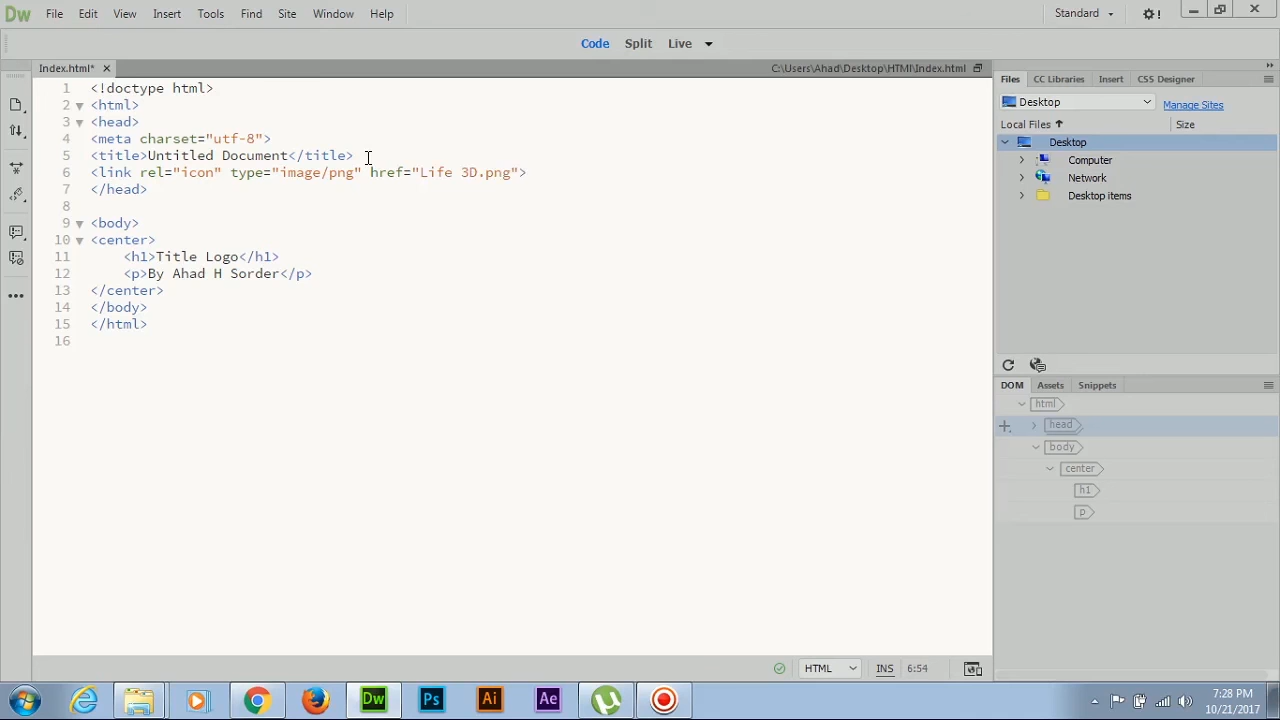 Dw File Edit View Insert Tools Find Site Window Help Standard
Code Split Live
Index.html* C:\Users\Ahad\Desktop\HTMl\Index.html
1 <!doctype html>
2 <html>
3 <head>
4 <meta charset="utf-8">
5 <title>Untitled Document</title>
6 <link rel="icon" type="image/png" href="Life 3D.png">
7 </head>
8
9 <body>
10 <center>
11 <h1>Title Logo</h1>
12 <p>By Ahad H Sorder</p>
13 </center>
14 </body>
15 </html>
16
Files CC Libraries Insert CSS Designer
Desktop Manage Sites
Local Files Size
Desktop
Computer
Network
Desktop items
DOM Assets Snippets
html
head
body
center
h1
p
HTML INS 6:54
Dw Ps Ai Ae
7:28 PM
10/21/2017